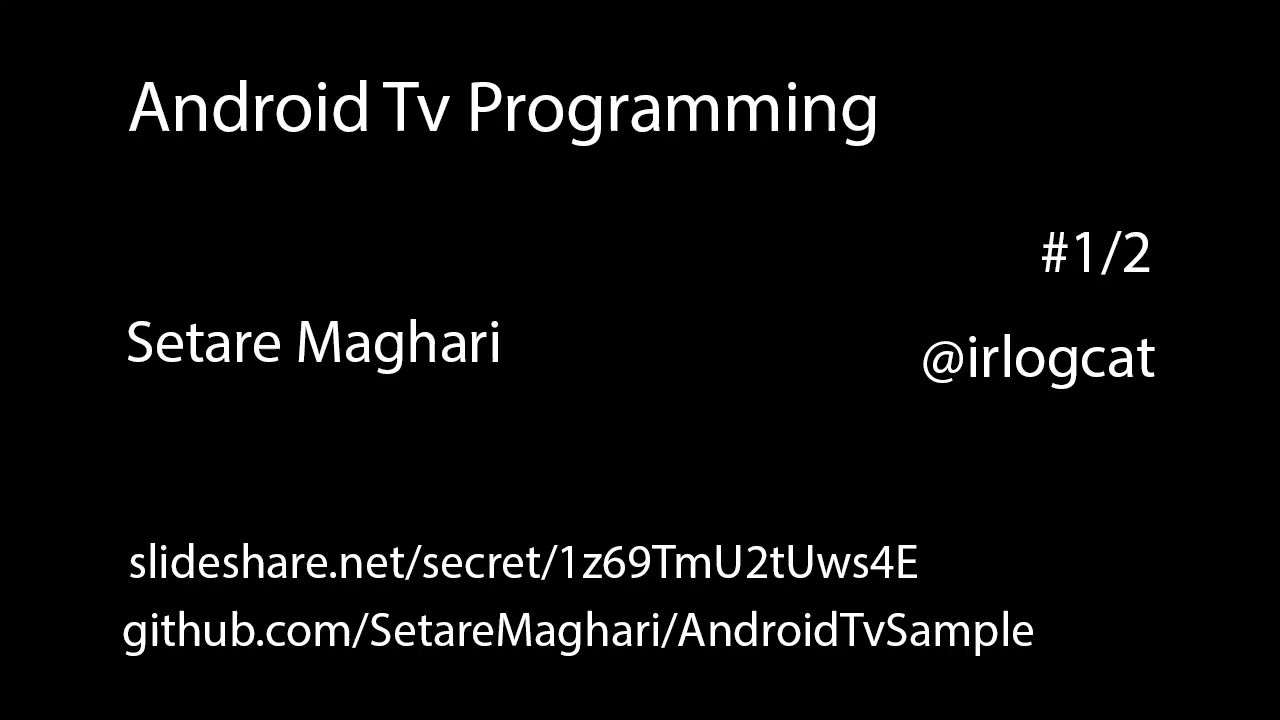 Android Tv Programming
#1/2
Setare Maghari
@irlogcat
slideshare.net/secret/1z69TmU2tUws4E
github.com/SetareMaghari/AndroidTvSample